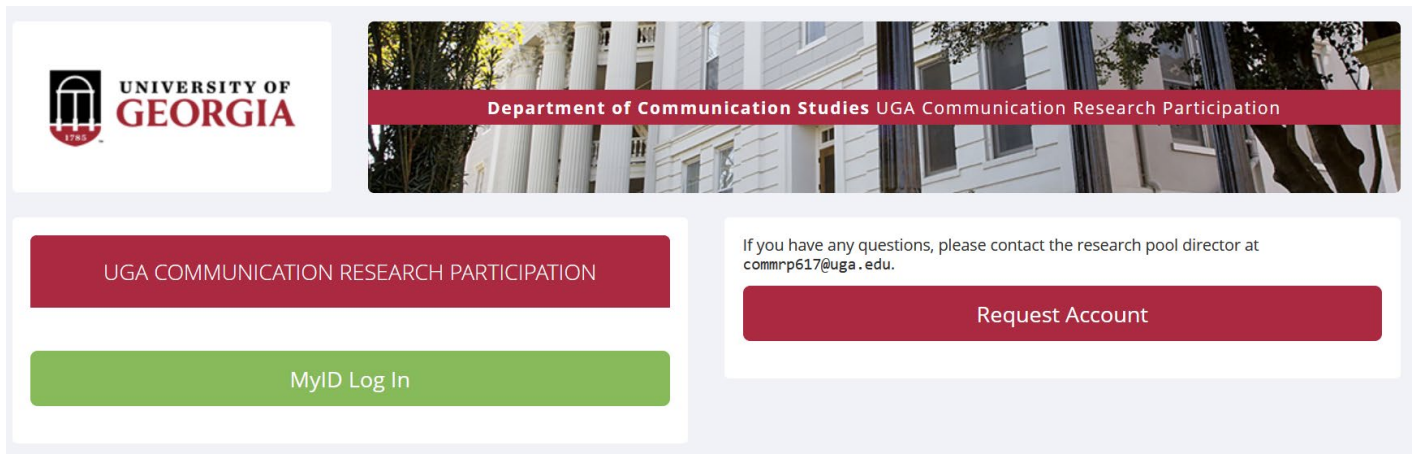 UNIVERSITY OF
GEORGIA
1785
Department of Communication Studies UGA Communication Research Participation
UGA COMMUNICATION RESEARCH PARTICIPATION
MyID Log In
If you have any questions, please contact the research pool director at
commrp617@uga.edu.
Request Account